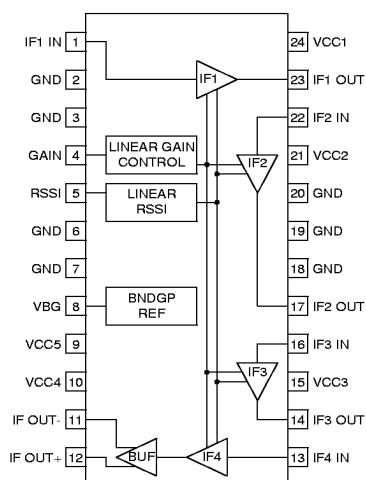 IF1 IN 1
GND 2
GND 3
GAIN 4
RSSI 5
GND 6
GND 7
VBG 8
VCC5 9
VCC4 10
IF OUT- 11
IF OUT+ 12
IF1
LINEAR GAIN
CONTROL
IF2
LINEAR
RSSI
BNDGP
REF
IF3
BUF
IF4
24 VCC1
23 IF1 OUT
22 IF2 IN
21 VCC2
20 GND
19 GND
18 GND
17 IF2 OUT
16 IF3 IN
15 VCC3
14 IF3 OUT
13 IF4 IN